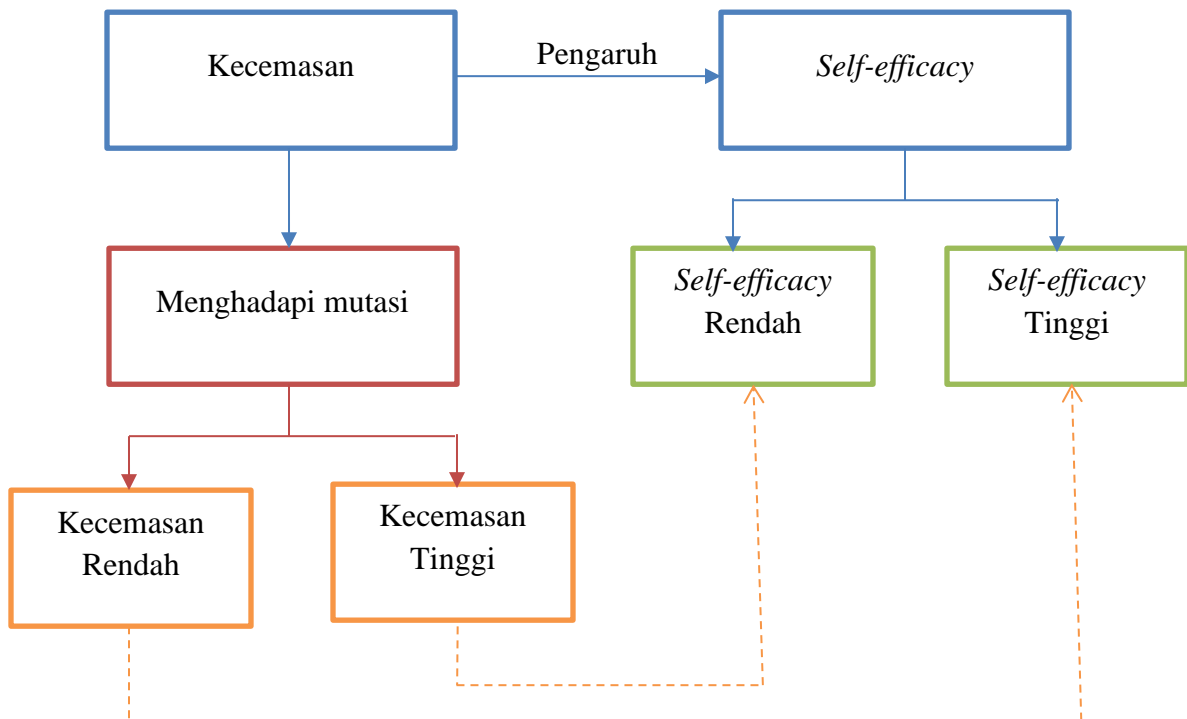 Kecemasan
Pengaruh
Self-efficacy
Menghadapi mutasi
Self-efficacy
Rendah
Self-efficacy
Tinggi
Kecemasan
Rendah
Kecemasan
Tinggi